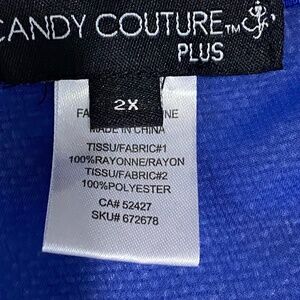 CANDY COUTURE™
PLUS
2X
MADE IN CHINA
TISSU/FABRIC#1
100%RAYONNE/RAYON
TISSU/FABRIC#2
100%POLYESTER
CA# 52427
SKU# 672678